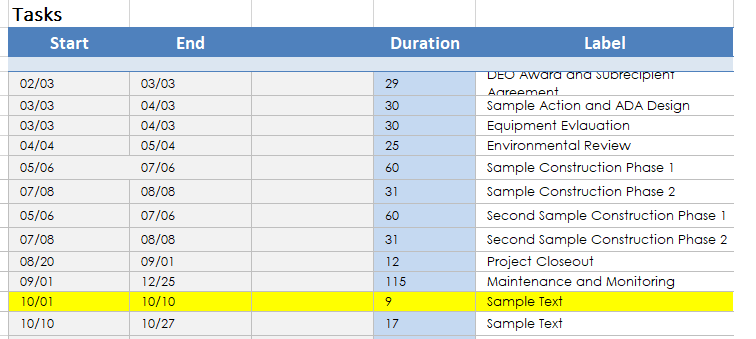 Tasks
Start End Duration Label
02/03 03/03 29 DEO Award and Subrecipient
Agreement
03/03 04/03 30 Sample Action and ADA Design
03/03 04/03 30 Equipment Evlauation
04/04 05/04 25 Environmental Review
05/06 07/06 60 Sample Construction Phase 1
07/08 08/08 31 Sample Construction Phase 2
05/06 07/06 60 Second Sample Construction Phase 1
07/08 08/08 31 Second Sample Construction Phase 2
08/20 09/01 12 Project Closeout
09/01 12/25 115 Maintenance and Monitoring
10/01 10/10 9 Sample Text
10/10 10/27 17 Sample Text